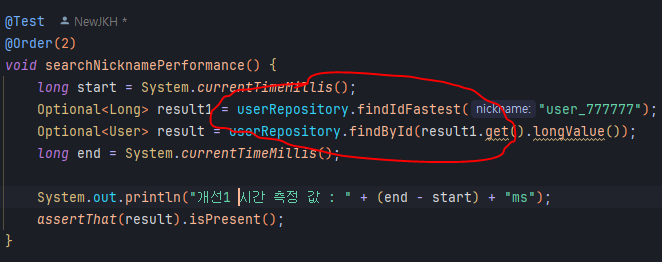 @Test NewJKH *
@Order(2)
void searchNicknamePerformance() {
long start = System.currentTimeMillis();
Optional<Long> result1 = userRepository.findIdFastest( nickname: "user_777777");
Optional<User> result = userRepository.findById(result1.get().longValue());
long end = System.currentTimeMillis();
System.out.println("개선1 시간 측정 값 : " + (end - start) + "ms");
assertThat(result).isPresent();
}